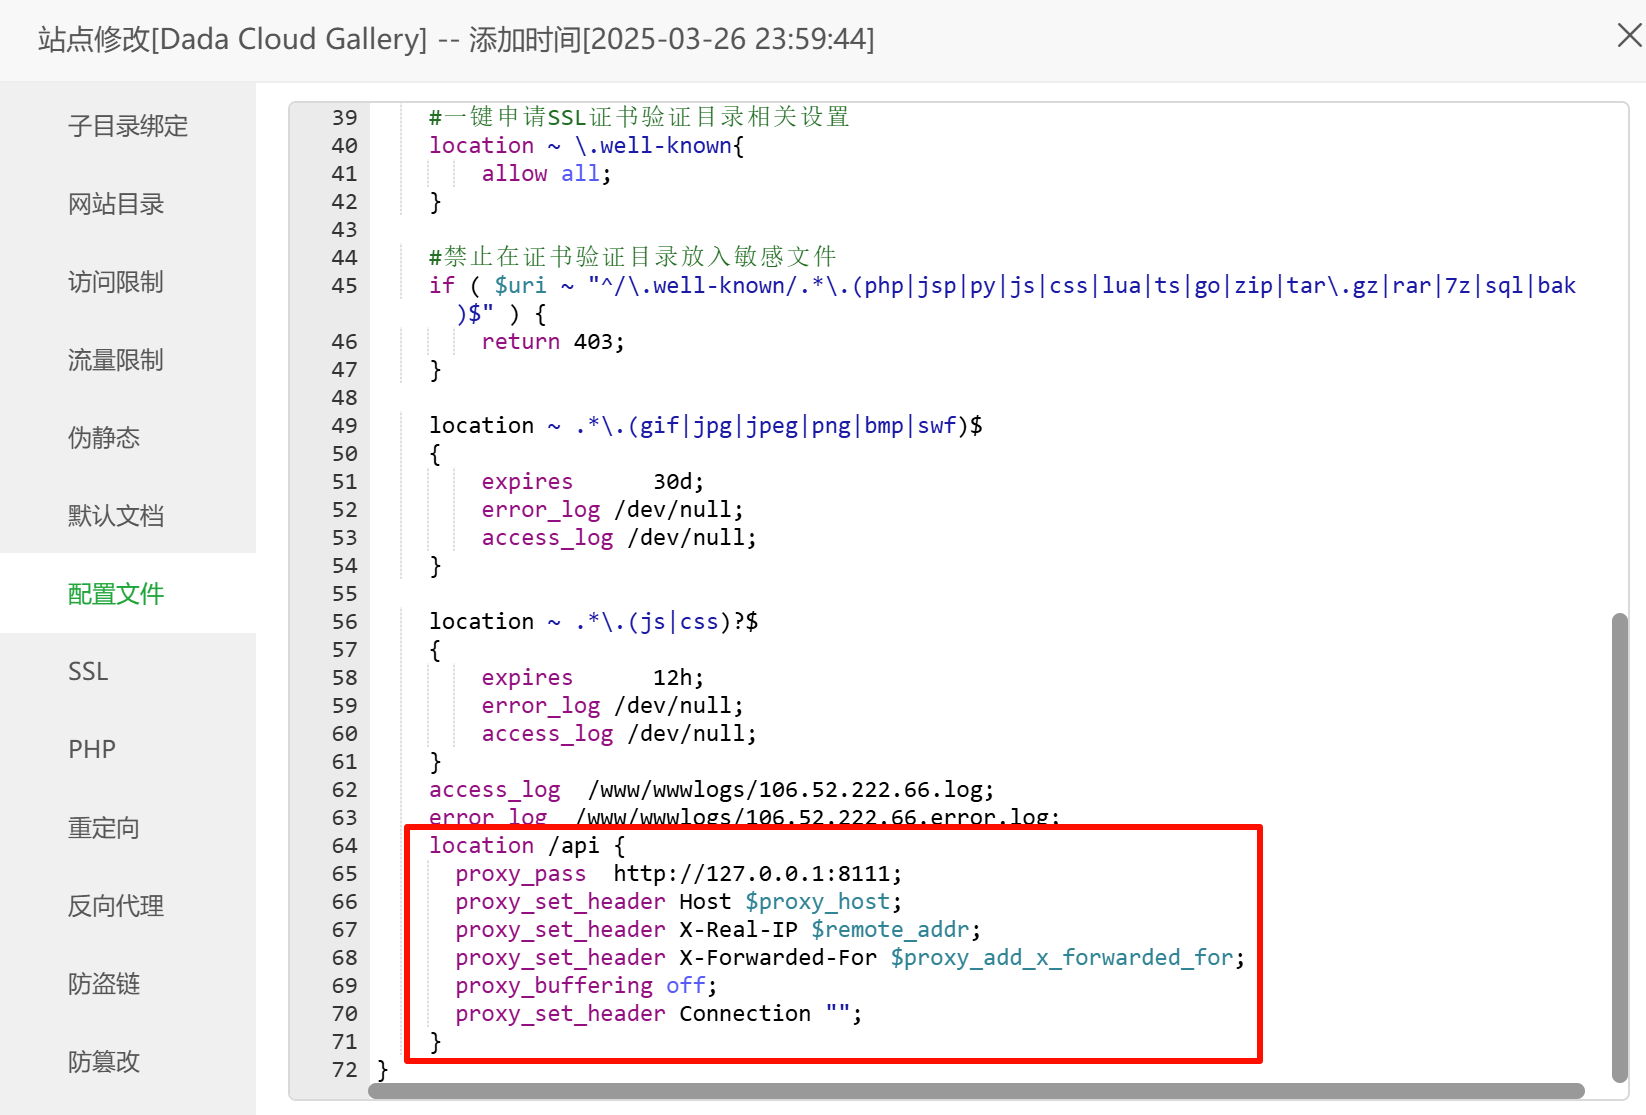 站点修改[Dada Cloud Gallery] -- 添加时间[2025-03-26 23:59:44]
子目录绑定
网站目录
访问限制
流量限制
伪静态
默认文档
配置文件
SSL
PHP
重定向
反向代理
防盗链
防篡改
39 #一键申请SSL证书验证目录相关设置
40 location ~ \.well-known{
41 allow all;
42 }
43
44 #禁止在证书验证目录放入敏感文件
45 if ( $uri ~ "^/\.well-known/.*\.(php|jsp|py|js|css|lua|ts|go|zip|tar\.gz|rar|7z|sql|bak
)$" ) {
46 return 403;
47 }
48
49 location ~ .*\.(gif|jpg|jpeg|png|bmp|swf)$
50 {
51 expires      30d;
52 error_log /dev/null;
53 access_log /dev/null;
54 }
55
56 location ~ .*\.(js|css)?$
57 {
58 expires      12h;
59 error_log /dev/null;
60 access_log /dev/null;
61 }
62 access_log  /www/wwwlogs/106.52.222.66.log;
63 error_log  /www/wwwlogs/106.52.222.66.error.log;
64 location /api {
65 proxy_pass  http://127.0.0.1:8111;
66 proxy_set_header Host $proxy_host;
67 proxy_set_header X-Real-IP $remote_addr;
68 proxy_set_header X-Forwarded-For $proxy_add_x_forwarded_for;
69 proxy_buffering off;
70 proxy_set_header Connection "";
71 }
72 }